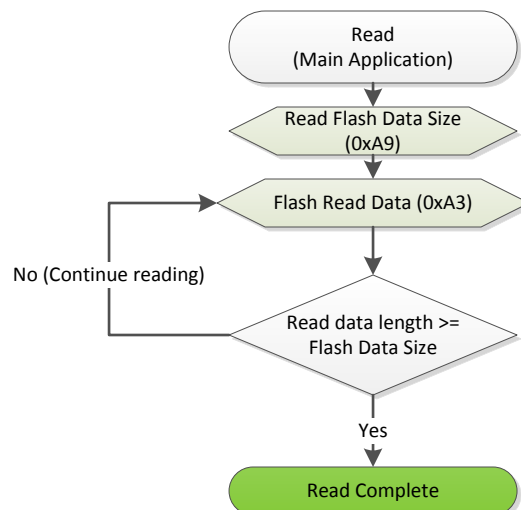 Read
(Main Application)
Read Flash Data Size
(0xA9)
Flash Read Data (0xA3)
No (Continue reading)
Read data length >=
Flash Data Size
Yes
Read Complete